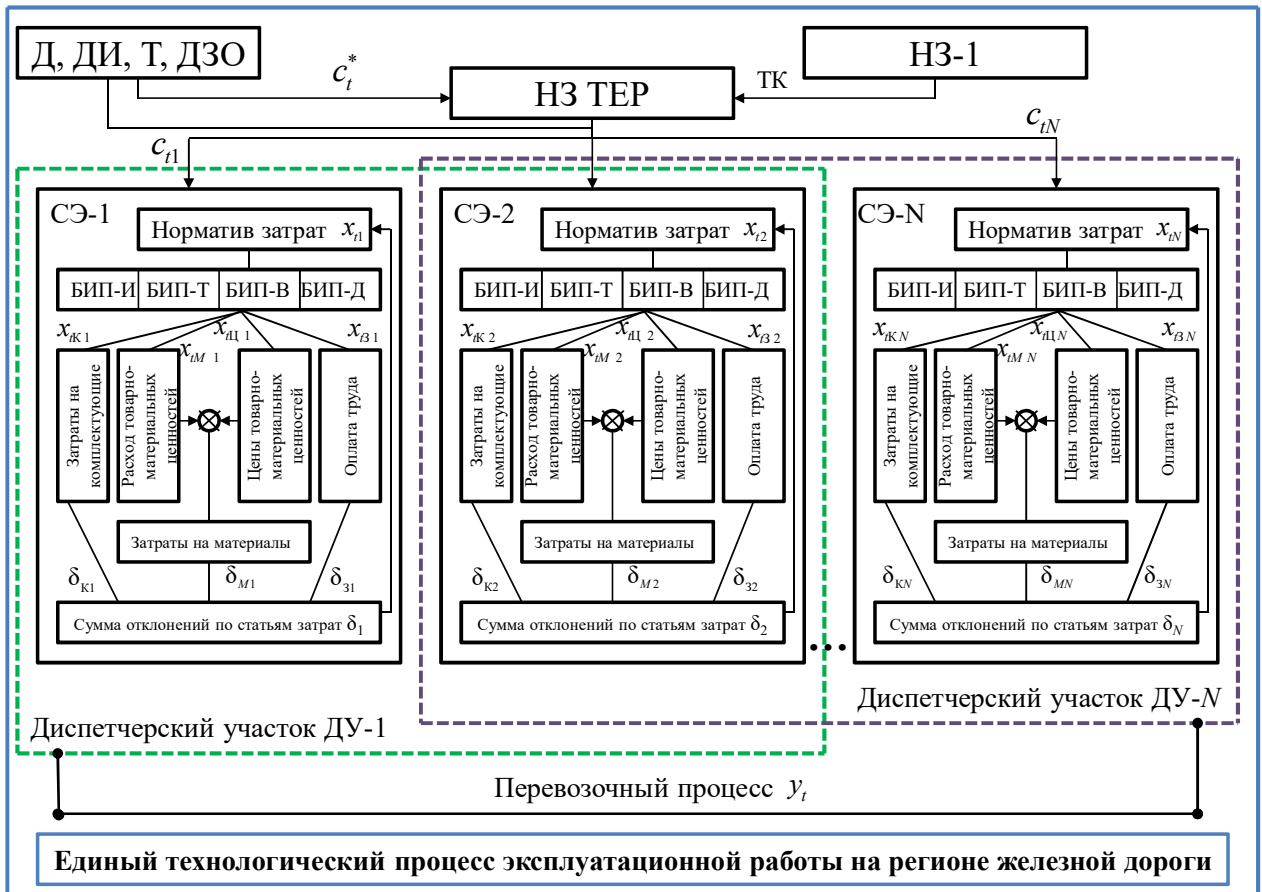 Д, ДИ, Т, ДЗО
НЗ-1
c*t
НЗ ТЕР
ТК
ct1
ctN
СЭ-1
Норматив затрат xt1
БИП-И БИП-Т БИП-В БИП-Д
xtК 1
xtМ 1
xtЦ 1
xtЗ 1
Затраты на
комплектующие
Расход товарно-
материальных
ценностей
Цены товарно-
материальных
ценностей
Оплата труда
Затраты на материалы
δК1
δM1
δЗ1
Сумма отклонений по статьям затрат δ1
СЭ-2
Норматив затрат xt2
БИП-И БИП-Т БИП-В БИП-Д
xtК 2
xtМ 2
xtЦ 2
xtЗ 2
Затраты на
комплектующие
Расход товарно-
материальных
ценностей
Цены товарно-
материальных
ценностей
Оплата труда
Затраты на материалы
δК2
δM2
δЗ2
Сумма отклонений по статьям затрат δ2
...
СЭ-N
Норматив затрат xtN
БИП-И БИП-Т БИП-В БИП-Д
xtК N
xtМ N
xtЦ N
xtЗ N
Затраты на
комплектующие
Расход товарно-
материальных
ценностей
Цены товарно-
материальных
ценностей
Оплата труда
Затраты на материалы
δКN
δMN
δЗN
Сумма отклонений по статьям затрат δN
Диспетчерский участок ДУ-1
Диспетчерский участок ДУ-N
Перевозочный процесс yt
Единый технологический процесс эксплуатационной работы на регионе железной дороги